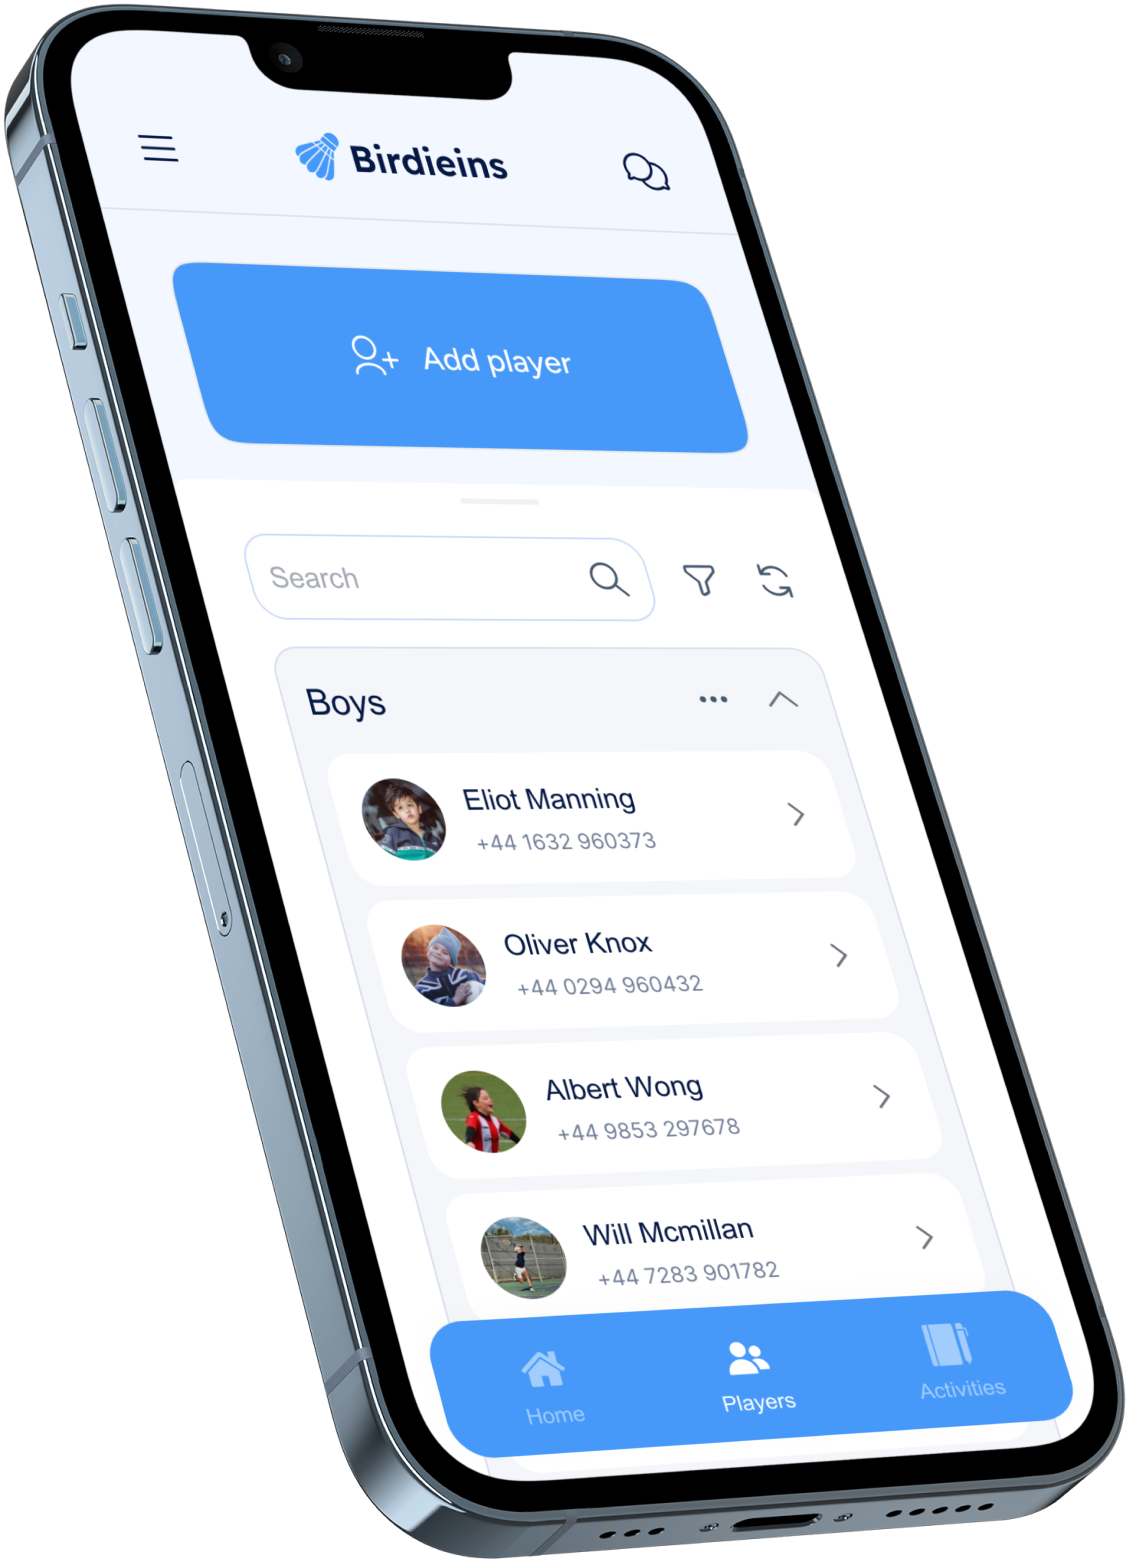 Birdieins
Add player
Search
Boys
Eliot Manning
+44 1632 960373
Oliver Knox
+44 0294 960432
Albert Wong
+44 9853 297678
Will Mcmillan
+44 7283 901782
Home
Players
Activities